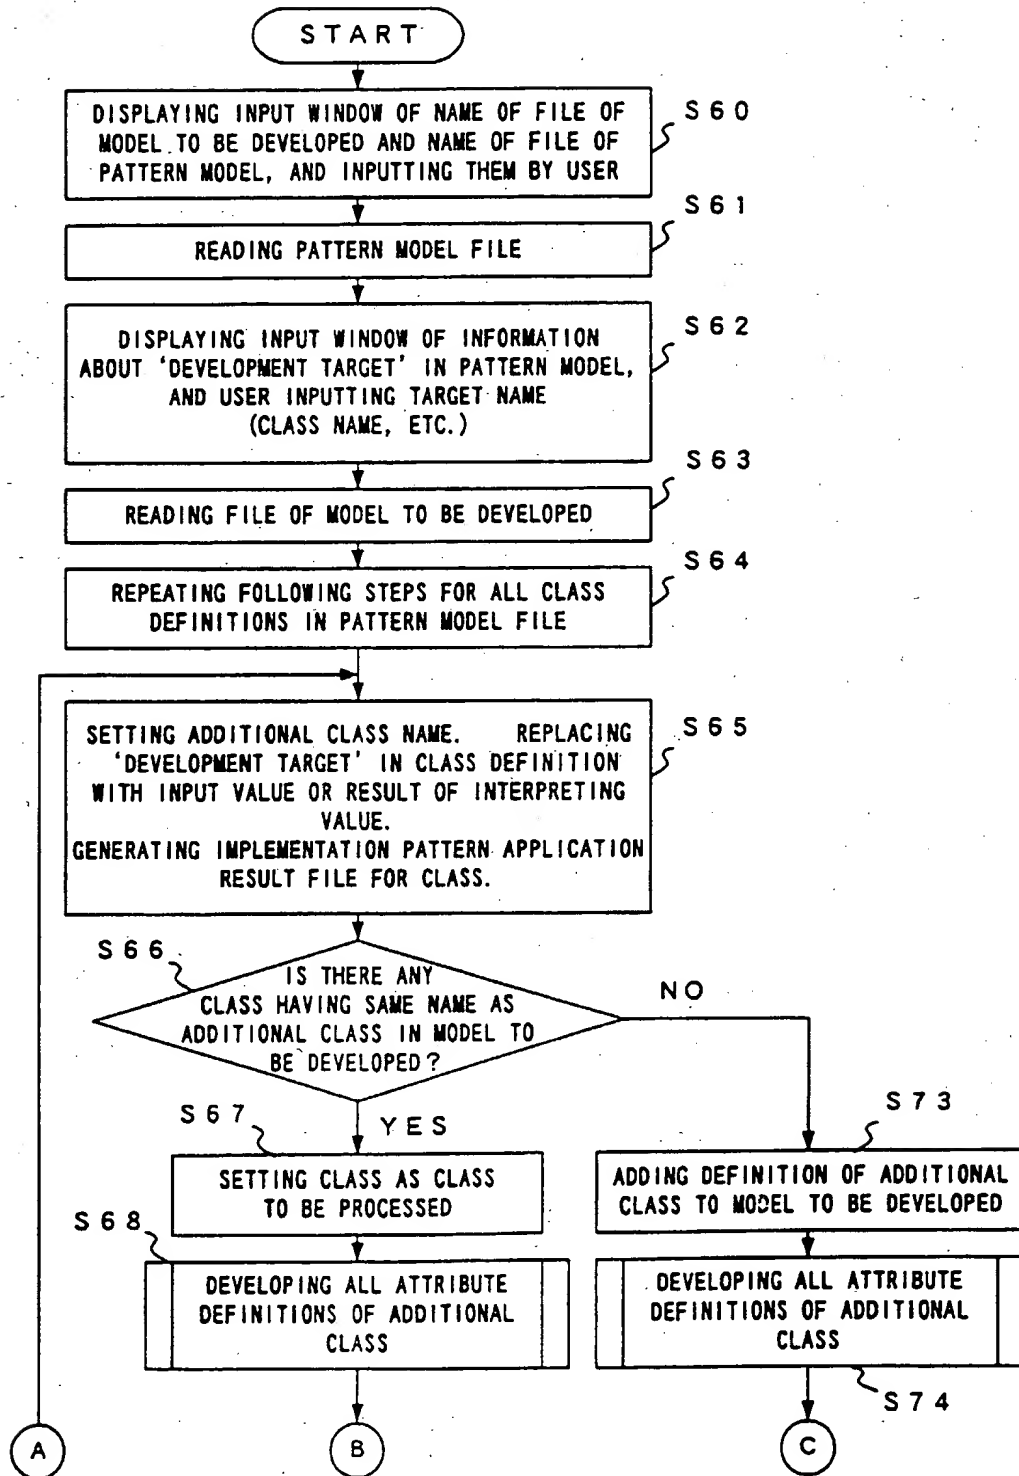 START
DISPLAYING INPUT WINDOW OF NAME OF FILE OF
MODEL TO BE DEVELOPED AND NAME OF FILE OF
PATTERN MODEL, AND INPUTTING THEM BY USER
S60
S61
READING PATTERN MODEL FILE
S62
DISPLAYING INPUT WINDOW OF INFORMATION
ABOUT 'DEVELOPMENT TARGET' IN PATTERN MODEL,
AND USER INPUTTING TARGET NAME
(CLASS NAME, ETC.)
S63
READING FILE OF MODEL TO BE DEVELOPED
S64
REPEATING FOLLOWING STEPS FOR ALL CLASS
DEFINITIONS IN PATTERN MODEL FILE
S65
SETTING ADDITIONAL CLASS NAME. REPLACING
'DEVELOPMENT TARGET' IN CLASS DEFINITION
WITH INPUT VALUE OR RESULT OF INTERPRETING
VALUE.
GENERATING IMPLEMENTATION PATTERN APPLICATION
RESULT FILE FOR CLASS.
S66
IS THERE ANY
CLASS HAVING SAME NAME AS
ADDITIONAL CLASS IN MODEL TO
BE DEVELOPED?
NO
YES
S67
SETTING CLASS AS CLASS
TO BE PROCESSED
S73
ADDING DEFINITION OF ADDITIONAL
CLASS TO MODEL TO BE DEVELOPED
S68
DEVELOPING ALL ATTRIBUTE
DEFINITIONS OF ADDITIONAL
CLASS
DEVELOPING ALL ATTRIBUTE
DEFINITIONS OF ADDITIONAL
CLASS
S74
A
B
C